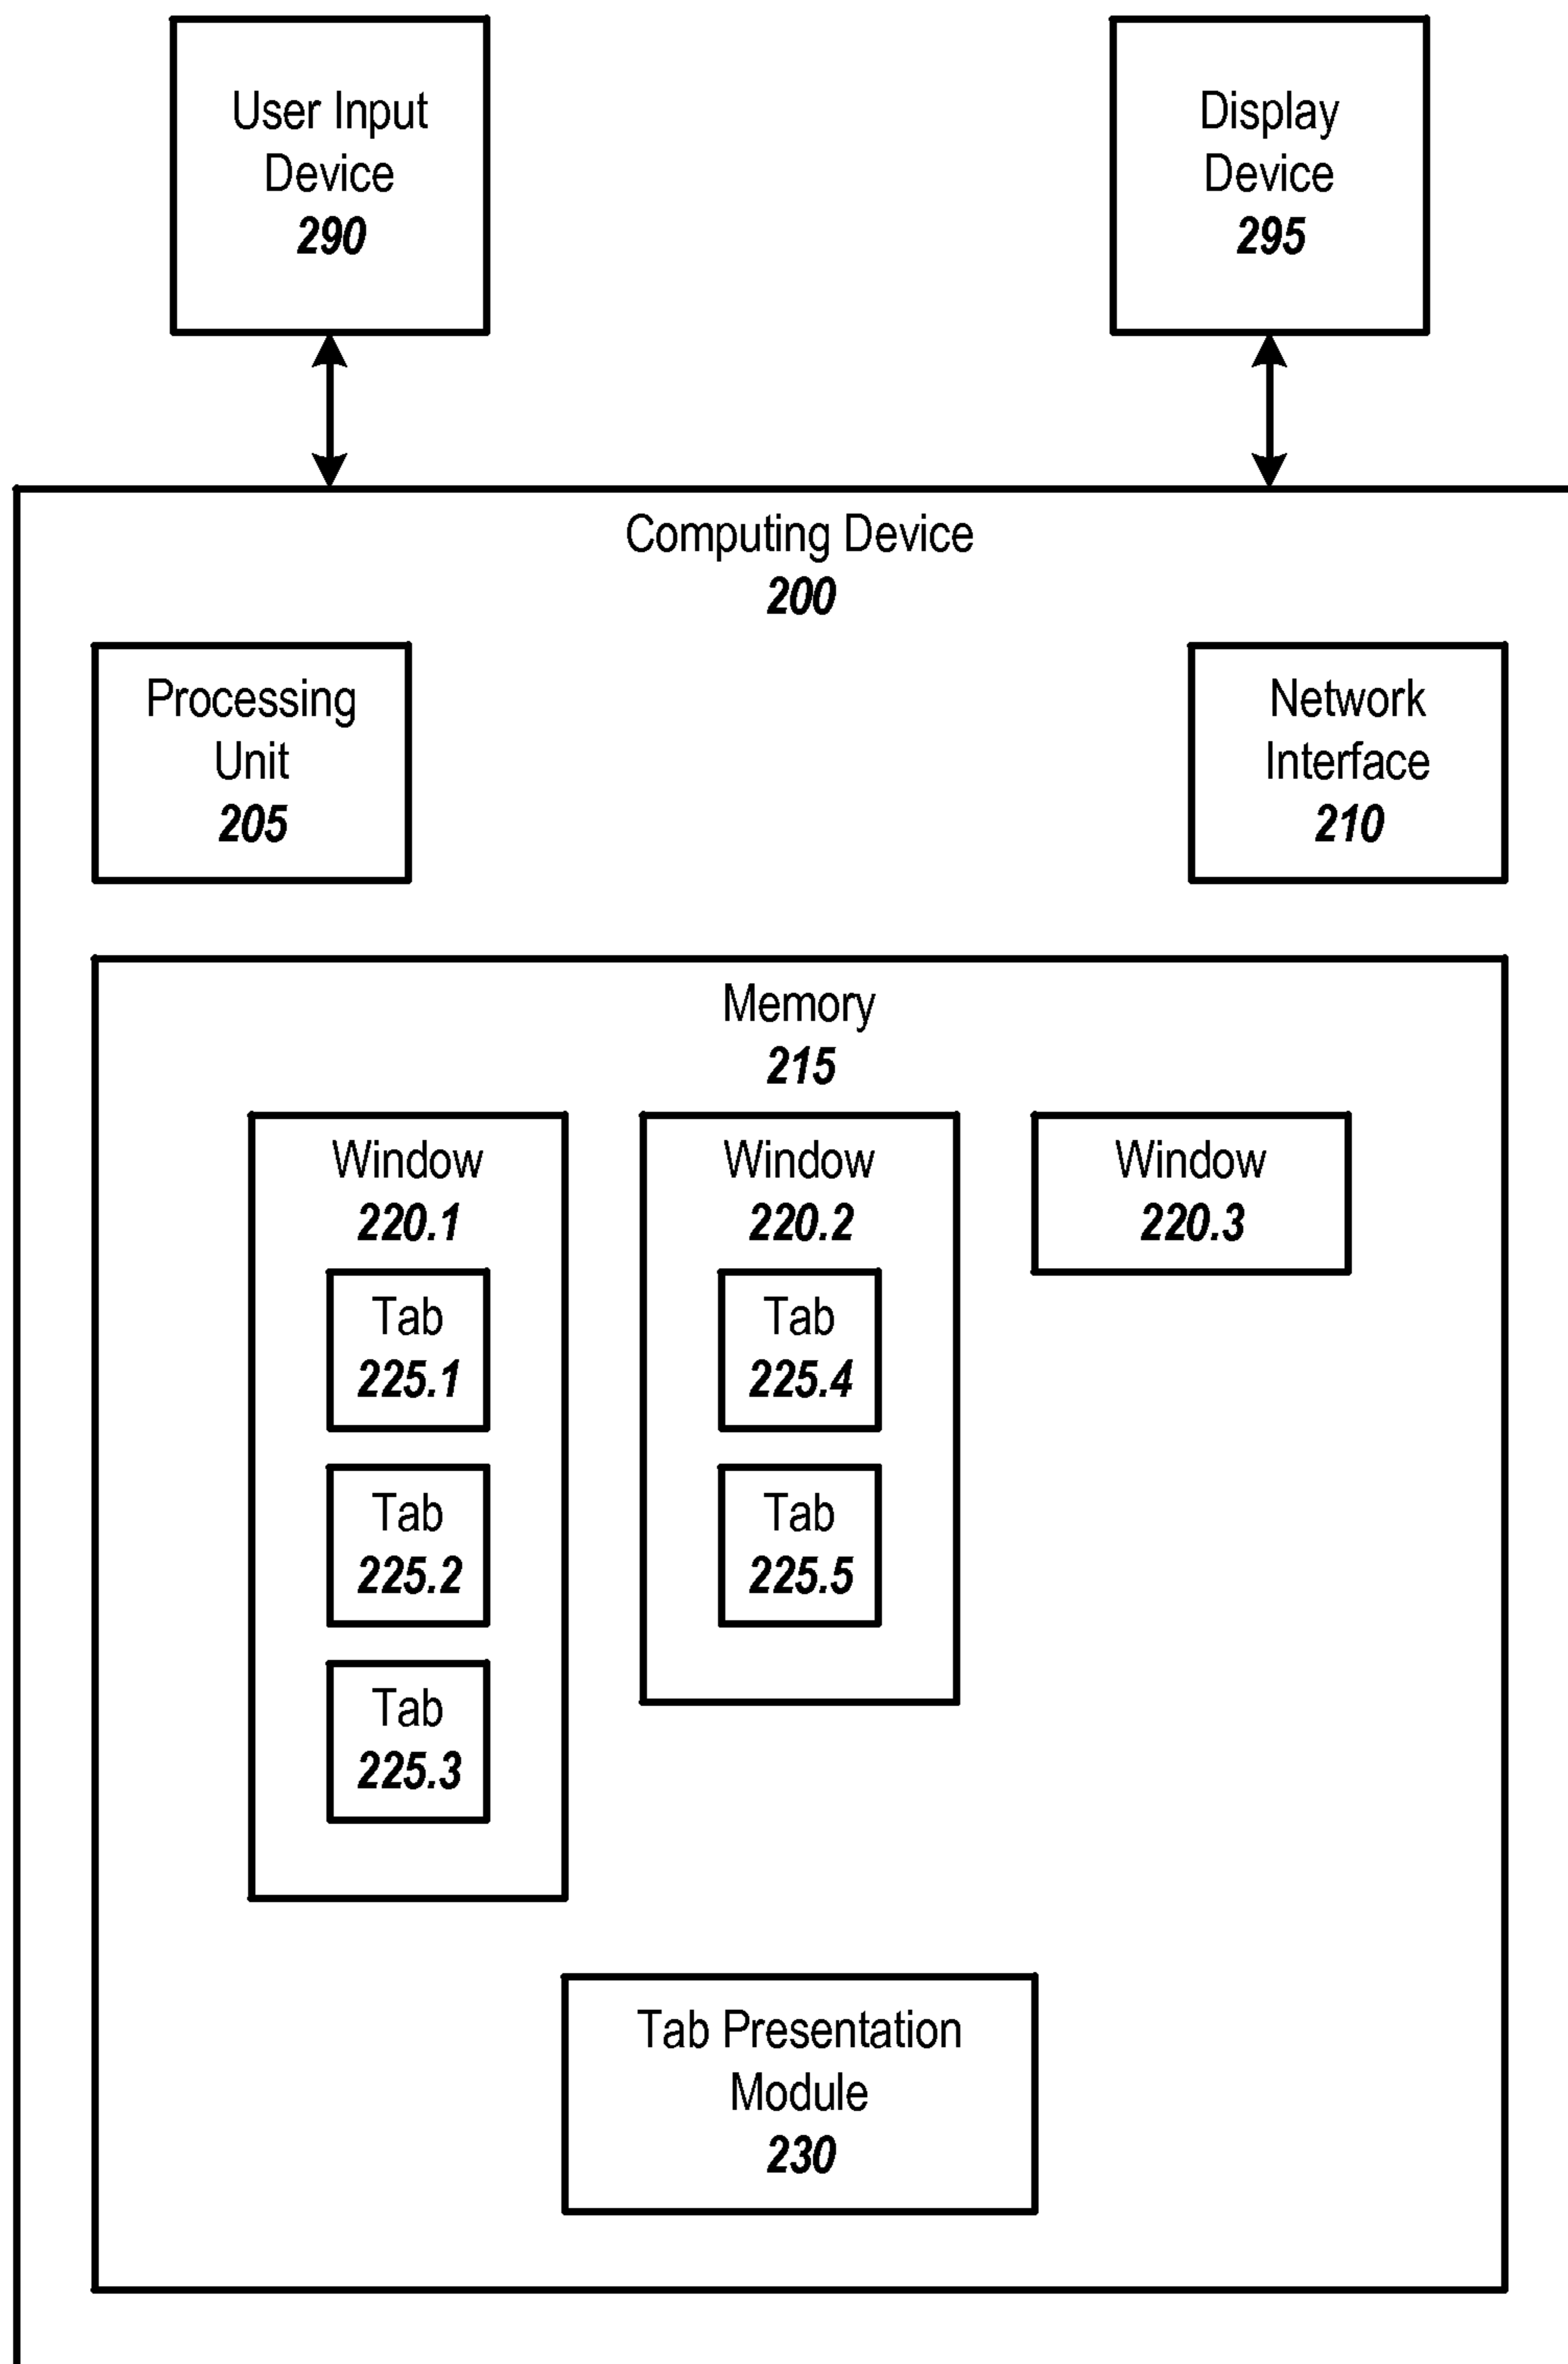 User Input
Device
290
Display
Device
295
Computing Device
200
Processing
Unit
205
Network
Interface
210
Memory
215
Window
220.1
Tab
225.1
Tab
225.2
Tab
225.3
Window
220.2
Tab
225.4
Tab
225.5
Window
220.3
Tab Presentation
Module
230